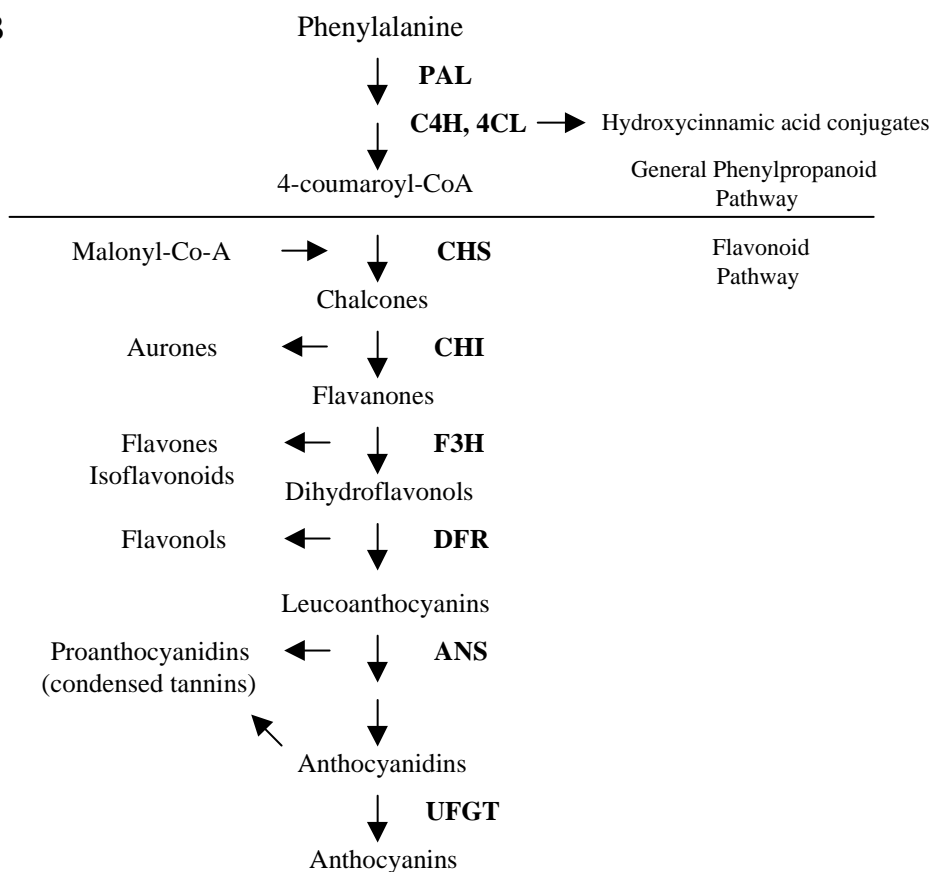 Phenylalanine
PAL
C4H, 4CL
Hydroxycinnamic acid conjugates
4-coumaroyl-CoA
General Phenylpropanoid
Pathway
Malonyl-Co-A
CHS
Flavonoid
Pathway
Chalcones
Aurones
CHI
Flavanones
Flavones
Isoflavonoids
F3H
Dihydroflavonols
Flavonols
DFR
Leucoanthocyanins
Proanthocyanidins
(condensed tannins)
ANS
Anthocyanidins
UFGT
Anthocyanins